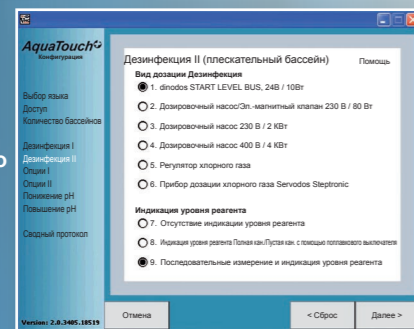 AquaTouch
Конфигурация
Выбор языка
Доступ
Количество бассейнов
Дезинфекция I
Дезинфекция II
Опции I
Опции II
Понижение pH
Повышение pH
Сводный протокол
Version: 2.0.3405.18519
о
Дезинфекция II (плескательный бассейн) Помощь
Вид дозации Дезинфекция
1. dinodos START LEVEL BUS, 24В / 10Вт
2. Дозировочный насос/Эл.-магнитный клапан 230 В / 80 Вт
3. Дозировочный насос 230 В / 2 КВт
4. Дозировочный насос 400 В / 4 КВт
5. Регулятор хлорного газа
6. Прибор дозации хлорного газа Servodos Steptronic
Индикация уровня реагента
7. Отсутствие индикации уровня реагента
8. Индикация уровня реагента Полная кан./Пустая кан. с помощью поплавкового выключателя
9. Последовательные измерение и индикация уровня реагента
Отмена
< Сброс
Далее >